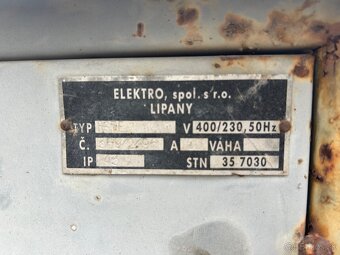 ELEKTRO, spol. s r.o.
LIPANY
TYP V 400/230, 50Hz
Č. A VÁHA
IP STN 35 7030